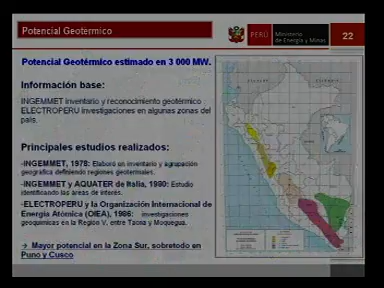 Potencial Geotérmico
PERÚ
Ministerio
de Energía y Minas
22
Potencial Geotérmico estimado en 3 000 MW.
Información base:
INGEMMET Inventario y reconocimiento geotérmico
ELECTROPERU Investigaciones en algunas zonas del
país.
Principales estudios realizados:
-INGEMMET, 1978: Elaboró un inventario y agrupación
geográfica definiendo regiones geotermales.
-INGEMMET y AQUATER de Italia, 1980: Estudio
identificando las áreas de interés.
-ELECTROPERU y la Organización Internacional de
Energía Atómica (OIEA), 1986: investigaciones
geoquímicas en la Región V, entre Tacna y Moquegua.
→ Mayor potencial en la Zona Sur, sobretodo en
Puno y Cusco